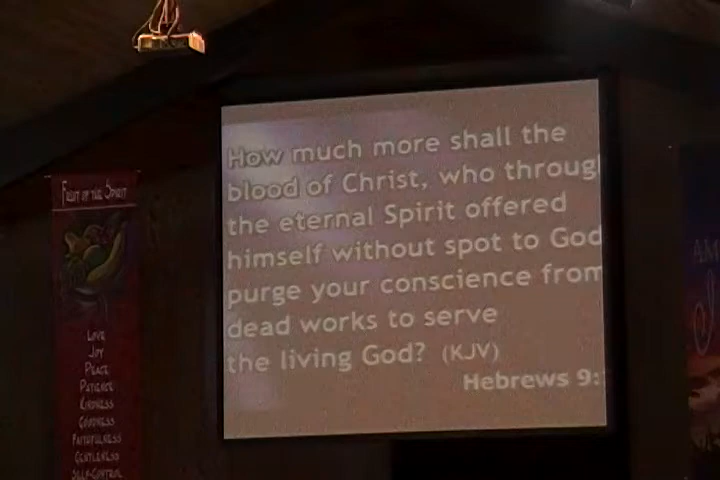 How much more shall the
blood of Christ, who throug
the eternal Spirit offered
himself without spot to God
purge your conscience from
dead works to serve
the living God? (KJV)
Hebrews 9:
FRUIT OF THE SPIRIT
LOVE
JOY
PEACE
PATIENCE
KINDNESS
GOODNESS
FAITHFULNESS
GENTLENESS
SELF-CONTROL